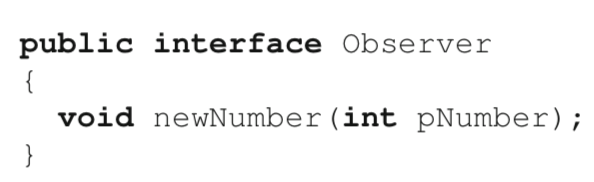 public interface Observer
{
  void newNumber(int pNumber);
}